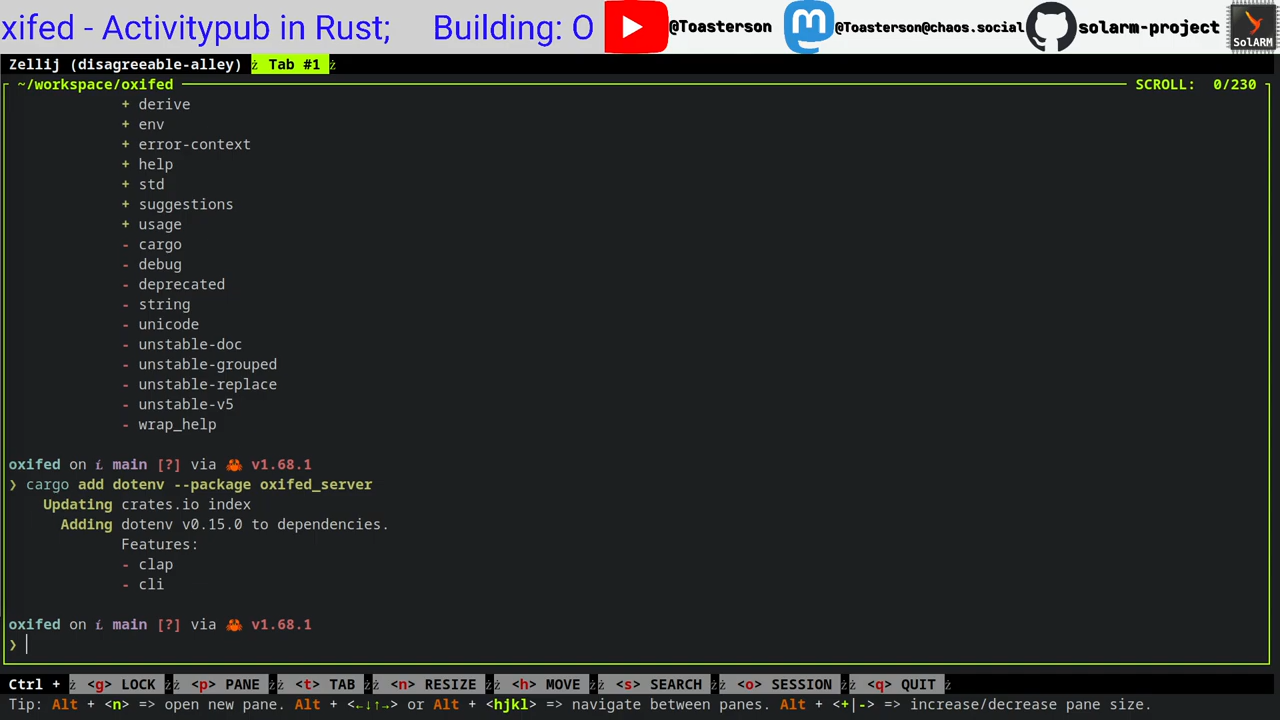 xifed - Activitypub in Rust; Building: O @Toasterson @Toasterson@chaos.social solarm-project SolARM
Zellij (disagreeable-alley) Tab #1
~/workspace/oxifed SCROLL: 0/230
+ derive
+ env
+ error-context
+ help
+ std
+ suggestions
+ usage
- cargo
- debug
- deprecated
- string
- unicode
- unstable-doc
- unstable-grouped
- unstable-replace
- unstable-v5
- wrap_help
oxifed on main [?] via 🦀 v1.68.1
❯ cargo add dotenv --package oxifed_server
Updating crates.io index
Adding dotenv v0.15.0 to dependencies.
Features:
- clap
- cli
oxifed on main [?] via 🦀 v1.68.1
❯
Ctrl + <g> LOCK <p> PANE <t> TAB <n> RESIZE <h> MOVE <s> SEARCH <o> SESSION <q> QUIT
Tip: Alt + <n> => open new pane. Alt + <←↓↑→> or Alt + <hjkl> => navigate between panes. Alt + <+|-> => increase/decrease pane size.